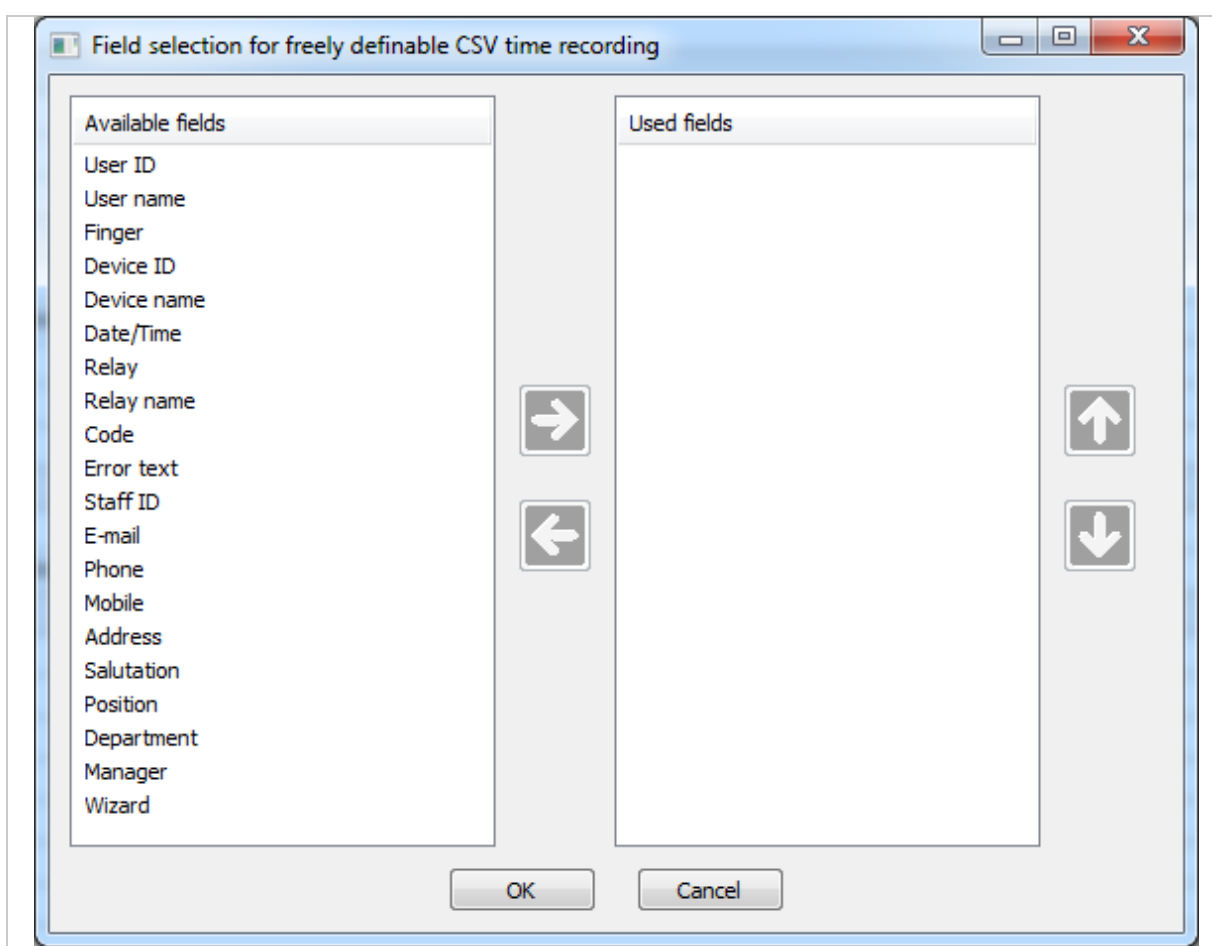 Field selection for freely definable CSV time recording
Available fields
User ID
User name
Finger
Device ID
Device name
Date/Time
Relay
Relay name
Code
Error text
Staff ID
E-mail
Phone
Mobile
Address
Salutation
Position
Department
Manager
Wizard
Used fields
OK
Cancel